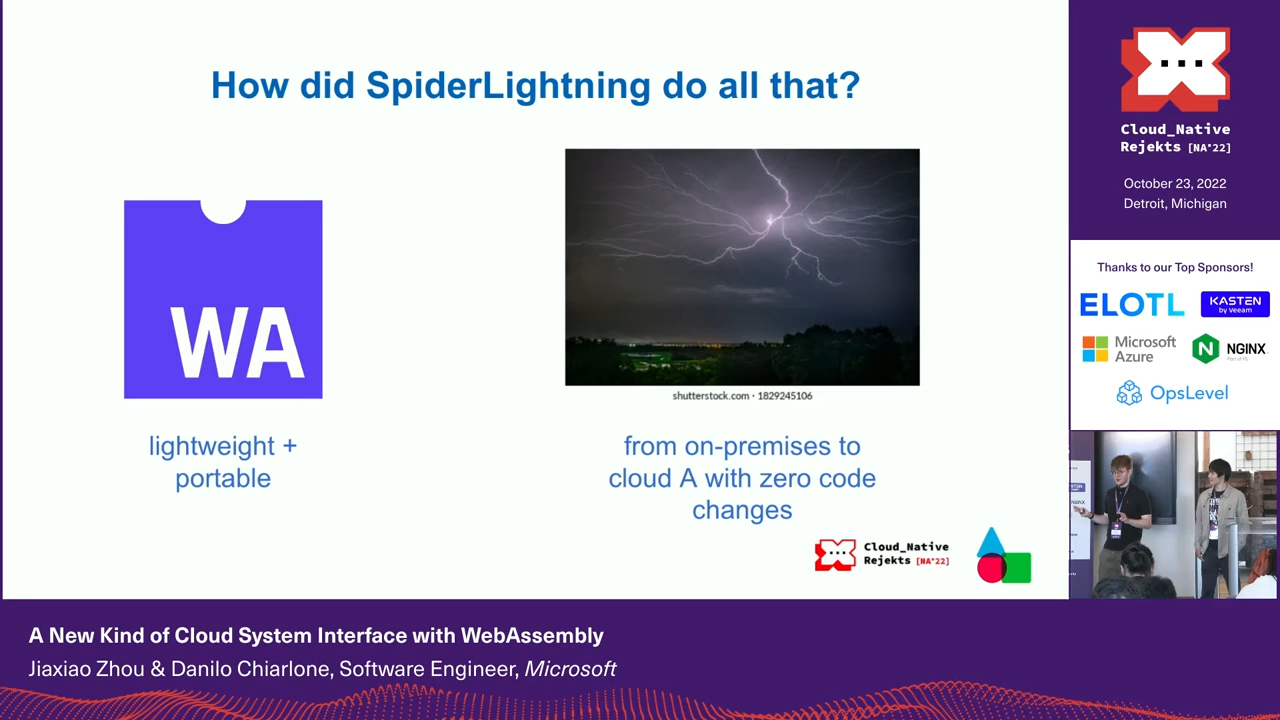 How did SpiderLightning do all that?
WA
lightweight +
portable
shutterstock.com · 1829245106
from on-premises to
cloud A with zero code
changes
Cloud_Native
Rejekts [NA*22]
Cloud_Native
Rejekts [NA*22]
October 23, 2022
Detroit, Michigan
Thanks to our Top Sponsors!
ELOTL
KASTEN
by Veeam
Microsoft
Azure
NGINX
Part of F5
OpsLevel
A New Kind of Cloud System Interface with WebAssembly
Jiaxiao Zhou & Danilo Chiarlone, Software Engineer, Microsoft